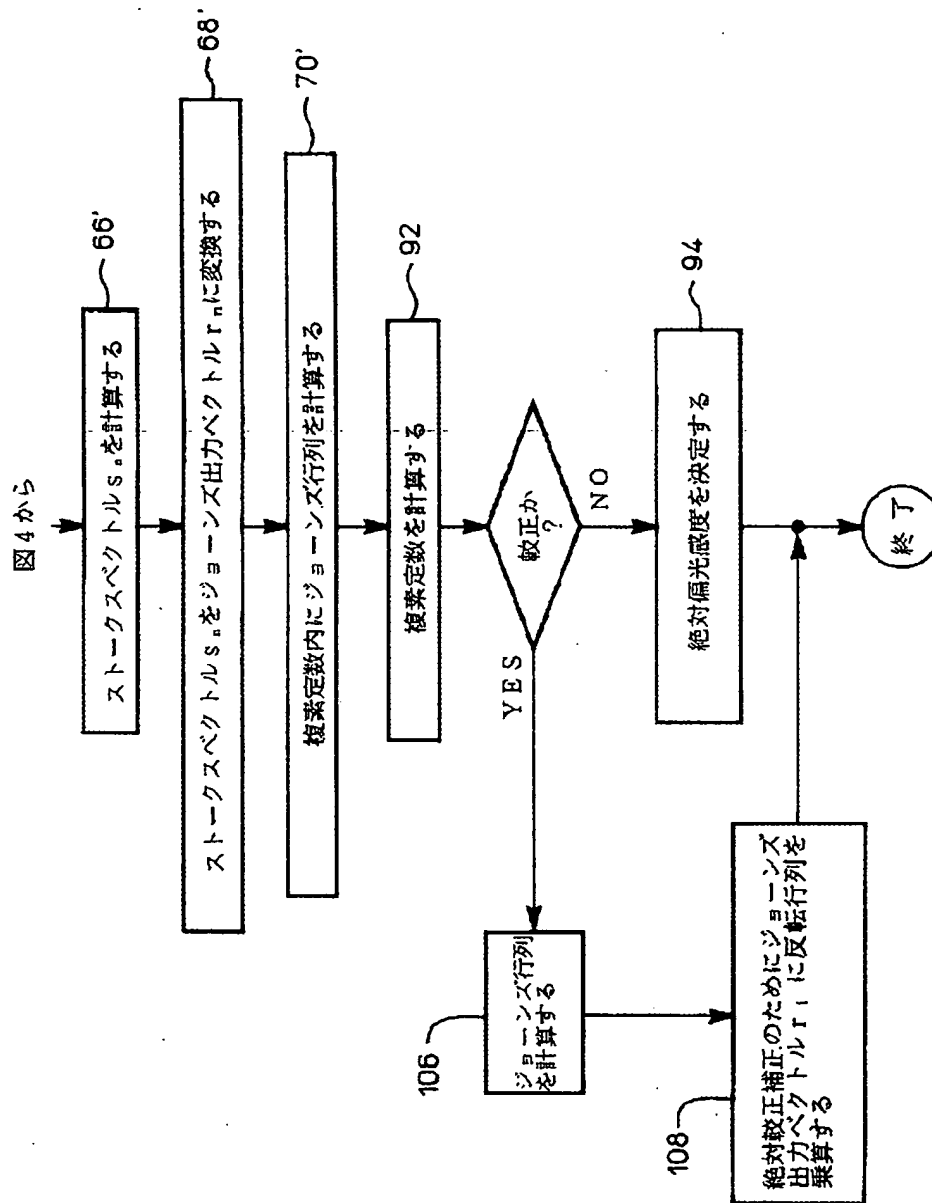 図4から
ストークスベクトルsₙを計算する
66'
ストークスベクトルsₙをジョーンズ出力ベクトルrₙに変換する
68'
複素定数内にジョーンズ行列を計算する
70'
複素定数を計算する
92
較正か
?
YES
NO
絶対偏光感度を決定する
94
ジョーンズ行列
を計算する
106
絶対較正補正のためにジョーンズ
出力ベクトルr₁に反転行列を
乗算する
108
終了